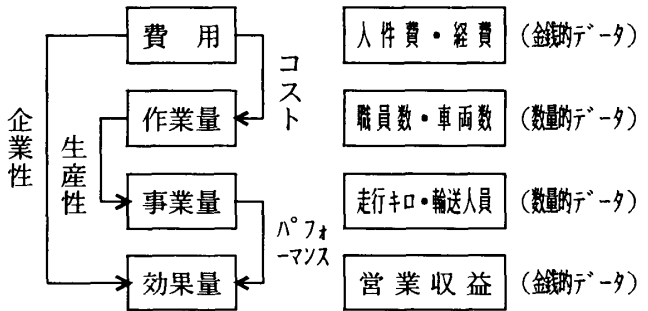 費用
人件費・経費
(金銭的データ)
コスト
作業量
職員数・車両数
(数量的データ)
企業性
生産性
事業量
走行キロ・輸送人員
(数量的データ)
パフォ
ーマンス
効果量
営業収益
(金銭的データ)